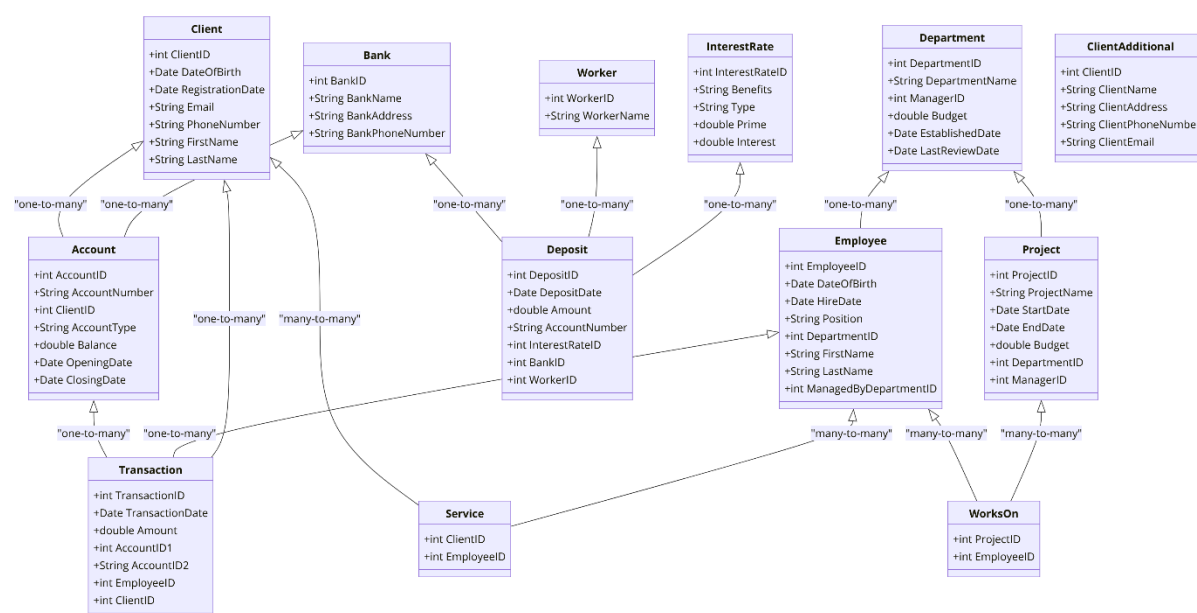 Client
+int ClientID
+Date DateOfBirth
+Date RegistrationDate
+String Email
+String PhoneNumber
+String FirstName
+String LastName
Bank
+int BankID
+String BankName
+String BankAddress
+String BankPhoneNumber
Worker
+int WorkerID
+String WorkerName
InterestRate
+int InterestRateID
+String Benefits
+String Type
+double Prime
+double Interest
Department
+int DepartmentID
+String DepartmentName
+int ManagerID
+double Budget
+Date EstablishedDate
+Date LastReviewDate
ClientAdditional
+int ClientID
+String ClientName
+String ClientAddress
+String ClientPhoneNumber
+String ClientEmail
"one-to-many"
"one-to-many"
"one-to-many"
"one-to-many"
"one-to-many"
"one-to-many"
"one-to-many"
Account
+int AccountID
+String AccountNumber
+int ClientID
+String AccountType
+double Balance
+Date OpeningDate
+Date ClosingDate
"one-to-many"
"many-to-many"
Deposit
+int DepositID
+Date DepositDate
+double Amount
+String AccountNumber
+int InterestRateID
+int BankID
+int WorkerID
Employee
+int EmployeeID
+Date DateOfBirth
+Date HireDate
+String Position
+int DepartmentID
+String FirstName
+String LastName
+int ManagedByDepartmentID
Project
+int ProjectID
+String ProjectName
+Date StartDate
+Date EndDate
+double Budget
+int DepartmentID
+int ManagerID
"one-to-many"
"one-to-many"
"many-to-many"
"many-to-many"
"many-to-many"
Transaction
+int TransactionID
+Date TransactionDate
+double Amount
+int AccountID1
+String AccountID2
+int EmployeeID
+int ClientID
Service
+int ClientID
+int EmployeeID
WorksOn
+int ProjectID
+int EmployeeID